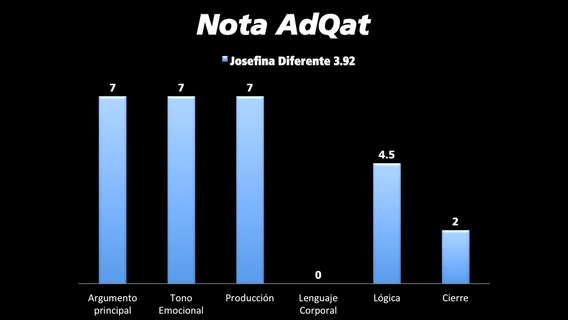 Nota AdQat
Josefina Diferente 3.92
7
7
7
0
4.5
2
Argumento
principal
Tono
Emocional
Producción
Lenguaje
Corporal
Lógica
Cierre